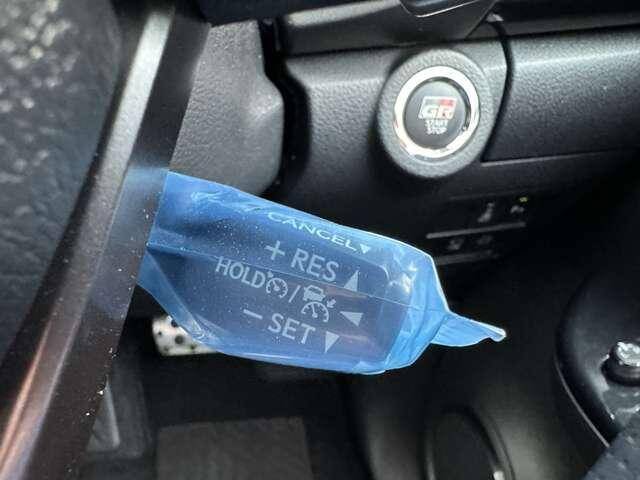 GR
START
STOP
CANCEL▼
+ RES ▲
HOLD / ◀
− SET ▼